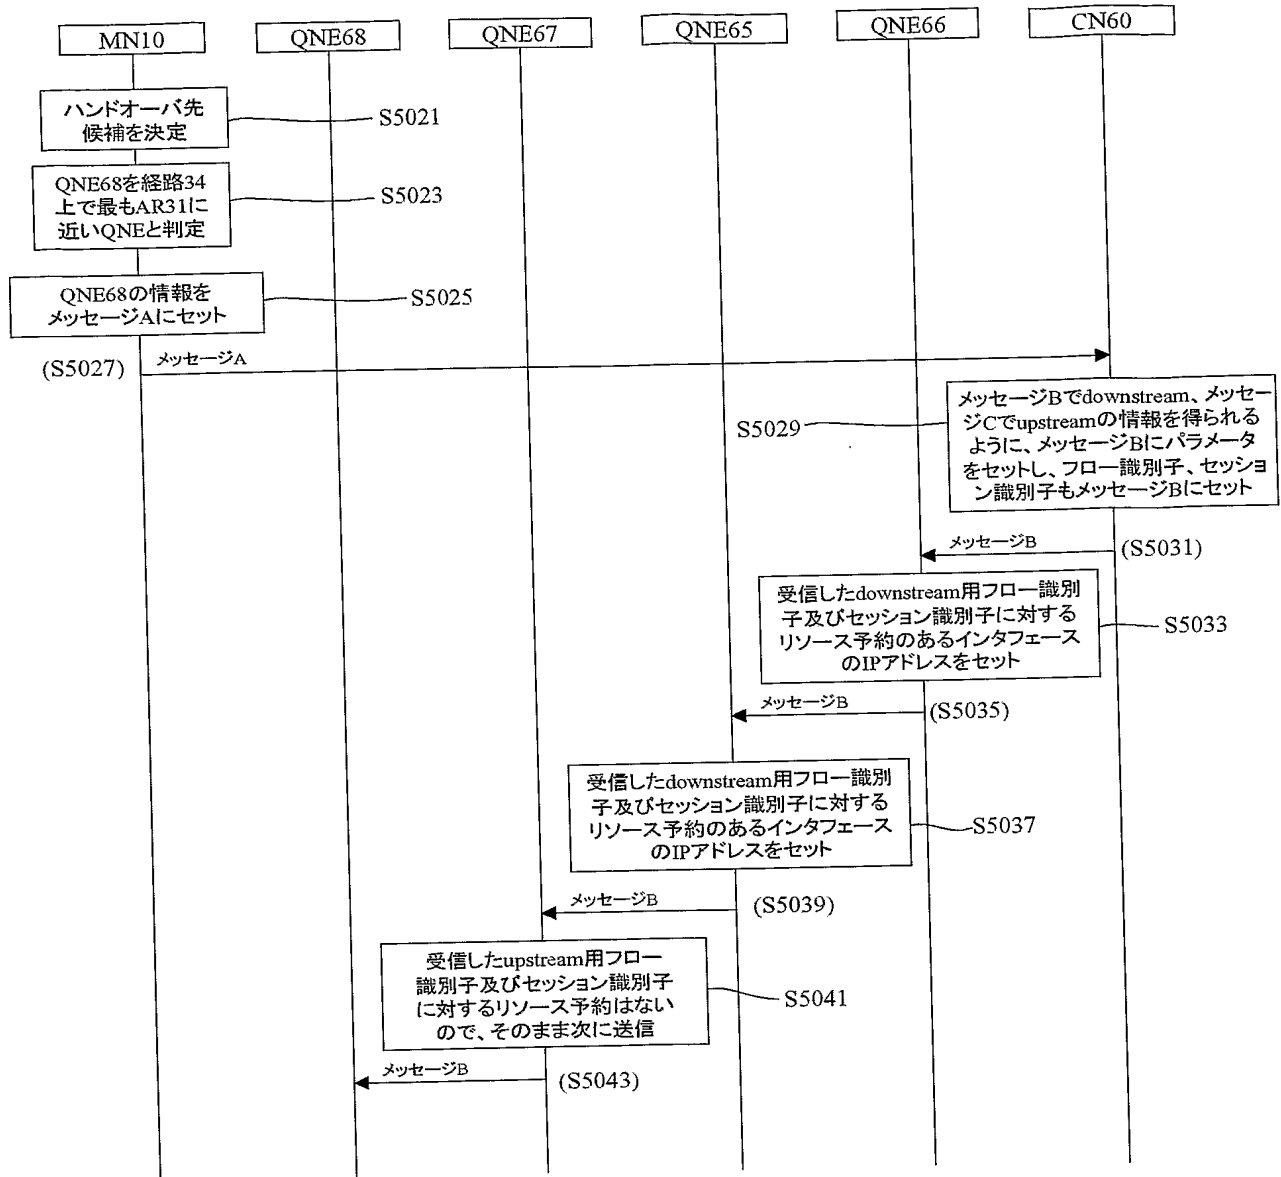 MN10
QNE68
QNE67
QNE65
QNE66
CN60
ハンドオーバ先
候補を決定
S5021
QNE68を経路34
上で最もAR31に
近いQNEと判定
S5023
QNE68の情報を
メッセージAにセット
S5025
(S5027)
メッセージA
メッセージBでdownstream、メッセー
ジCでupstreamの情報を得られる
ように、メッセージBにパラメータ
をセットし、フロー識別子、セッショ
ン識別子もメッセージBにセット
S5029
メッセージB
(S5031)
受信したdownstream用フロー識別
子及びセッション識別子に対する
リソース予約のあるインタフェース
のIPアドレスをセット
S5033
メッセージB
(S5035)
受信したdownstream用フロー識別
子及びセッション識別子に対する
リソース予約のあるインタフェース
のIPアドレスをセット
S5037
メッセージB
(S5039)
受信したupstream用フロー
識別子及びセッション識別子
に対するリソース予約はない
ので、そのまま次に送信
S5041
メッセージB
(S5043)